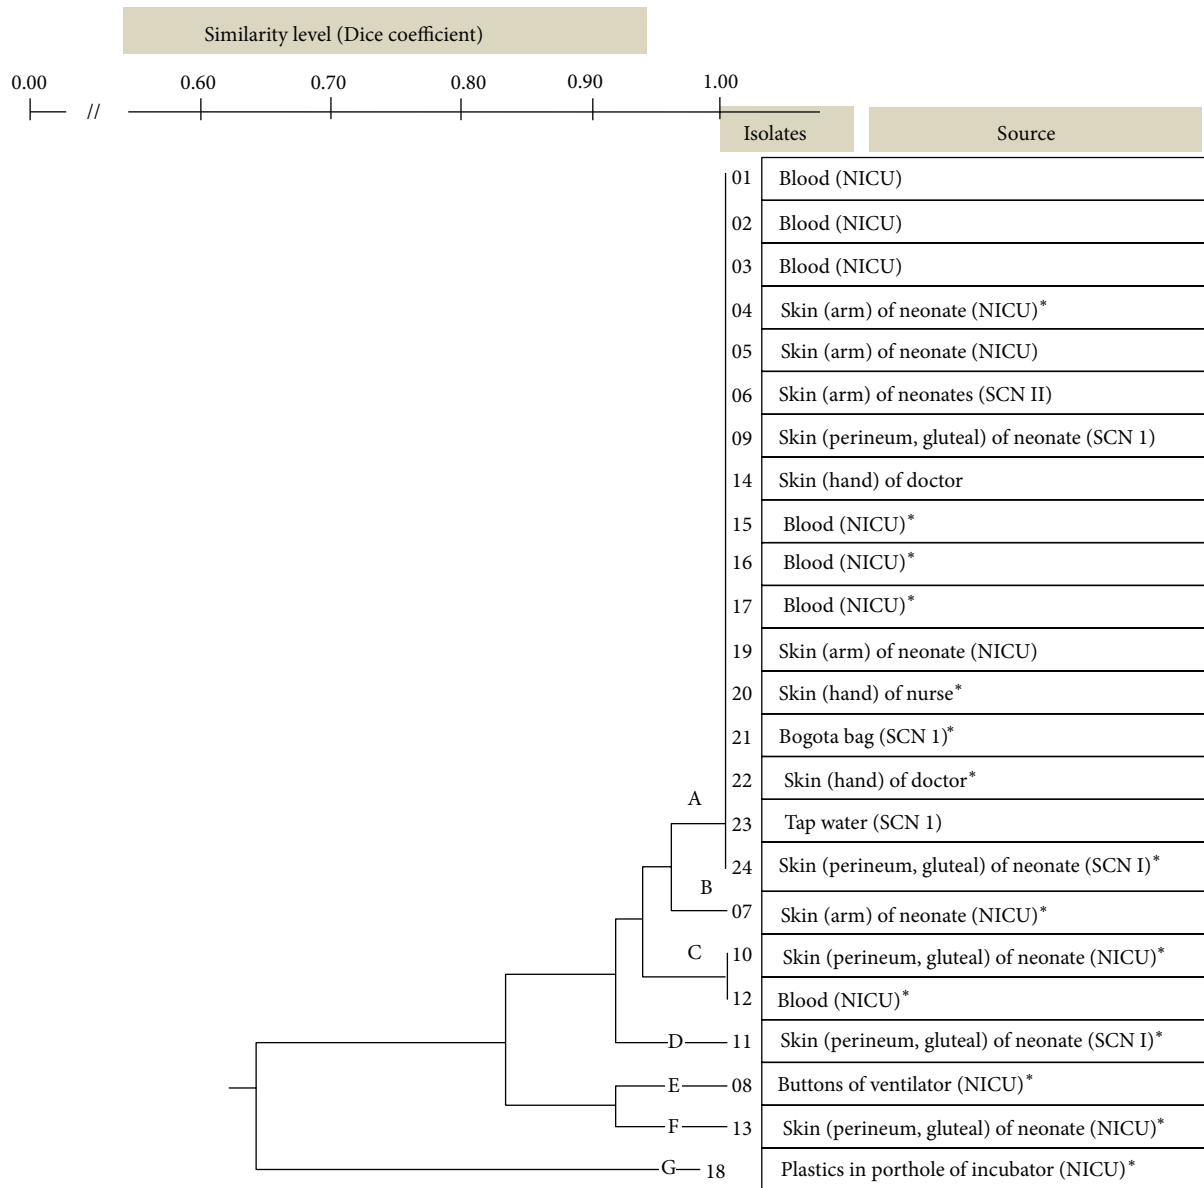 Similarity level (Dice coefficient)
0.00 // 0.60 0.70 0.80 0.90 1.00
Isolates Source
01 Blood (NICU)
02 Blood (NICU)
03 Blood (NICU)
04 Skin (arm) of neonate (NICU)*
05 Skin (arm) of neonate (NICU)
06 Skin (arm) of neonates (SCN II)
09 Skin (perineum, gluteal) of neonate (SCN 1)
14 Skin (hand) of doctor
15 Blood (NICU)*
16 Blood (NICU)*
17 Blood (NICU)*
19 Skin (arm) of neonate (NICU)
20 Skin (hand) of nurse*
21 Bogota bag (SCN 1)*
22 Skin (hand) of doctor*
A
23 Tap water (SCN 1)
24 Skin (perineum, gluteal) of neonate (SCN I)*
B
07 Skin (arm) of neonate (NICU)*
C 10 Skin (perineum, gluteal) of neonate (NICU)*
12 Blood (NICU)*
D 11 Skin (perineum, gluteal) of neonate (SCN I)*
E 08 Buttons of ventilator (NICU)*
F 13 Skin (perineum, gluteal) of neonate (NICU)*
G 18 Plastics in porthole of incubator (NICU)*